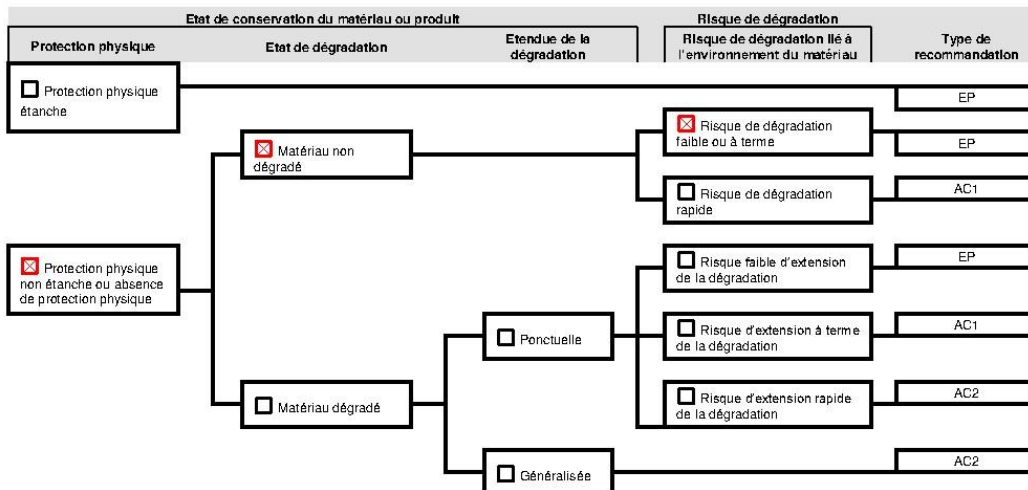 Etat de conservation du matériau ou produit
Risque de dégradation
Protection physique
Etat de dégradation
Etendue de la
dégradation
Risque de dégradation lié à
l'environnement du matériau
Type de
recommandation
Protection physique
étanche
EP
Matériau non
dégradé
Risque de dégradation
faible ou à terme
EP
Risque de dégradation
rapide
AC1
Protection physique
non étanche ou absence
de protection physique
Risque faible d'extension
de la dégradation
EP
Ponctuelle
Risque d'extension à terme
de la dégradation
AC1
Matériau dégradé
Risque d'extension rapide
de la dégradation
AC2
Généralisée
AC2